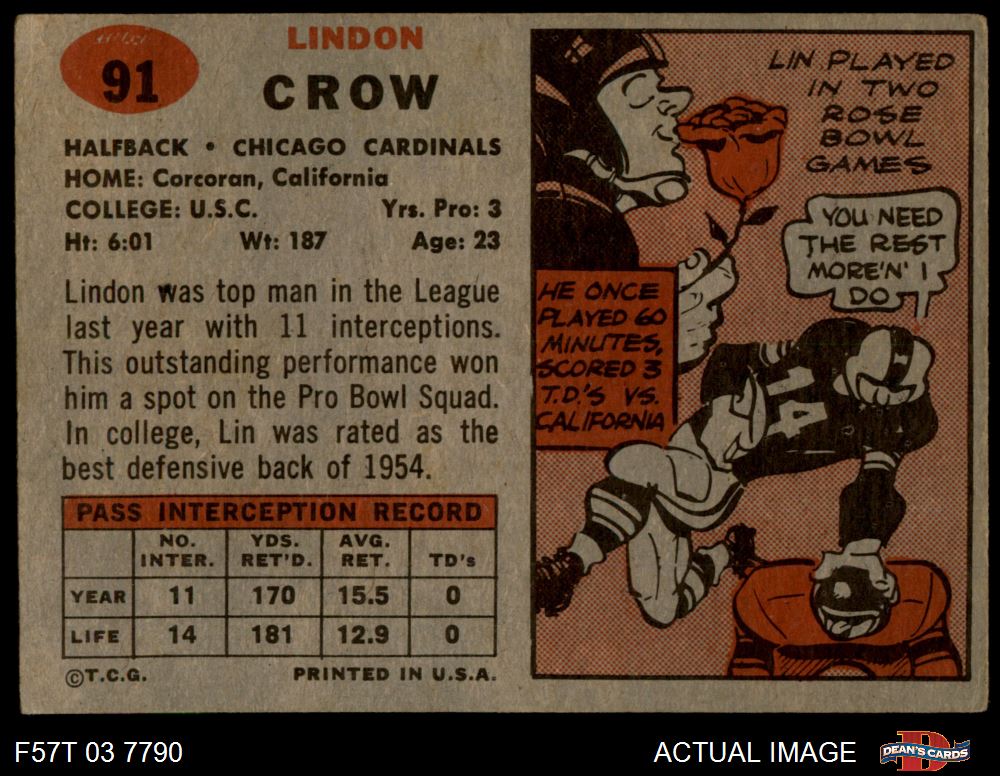 91
LINDON
CROW
HALFBACK • CHICAGO CARDINALS
HOME: Corcoran, California
COLLEGE: U.S.C. Yrs. Pro: 3
Ht: 6:01 Wt: 187 Age: 23
Lindon was top man in the League
last year with 11 interceptions.
This outstanding performance won
him a spot on the Pro Bowl Squad.
In college, Lin was rated as the
best defensive back of 1954.
PASS INTERCEPTION RECORD
NO. INTER. YDS. RET'D. AVG. RET. TD's
YEAR 11 170 15.5 0
LIFE 14 181 12.9 0
©T.C.G. PRINTED IN U.S.A.
LIN PLAYED
IN TWO
ROSE
BOWL
GAMES
HE ONCE
PLAYED 60
MINUTES,
SCORED 3
T.D.'S VS.
CALIFORNIA
YOU NEED
THE REST
MORE'N' I
DO
14
F57T 03 7790
ACTUAL IMAGE
D
DEAN'S CARDS